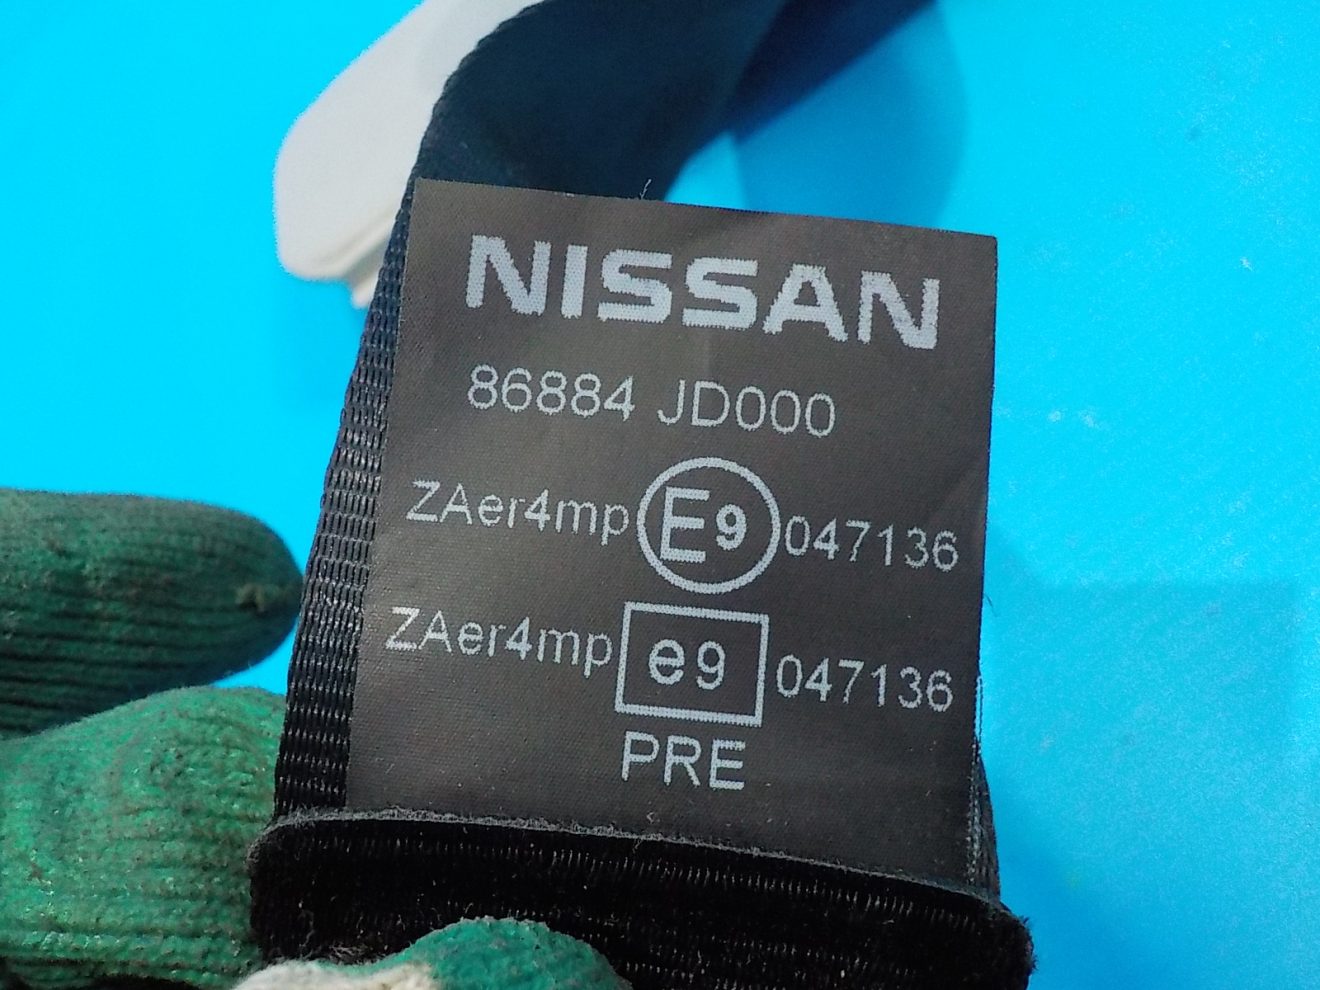 NISSAN
86884 JD000
ZAer4mp E9 047136
ZAer4mp e9 047136
PRE